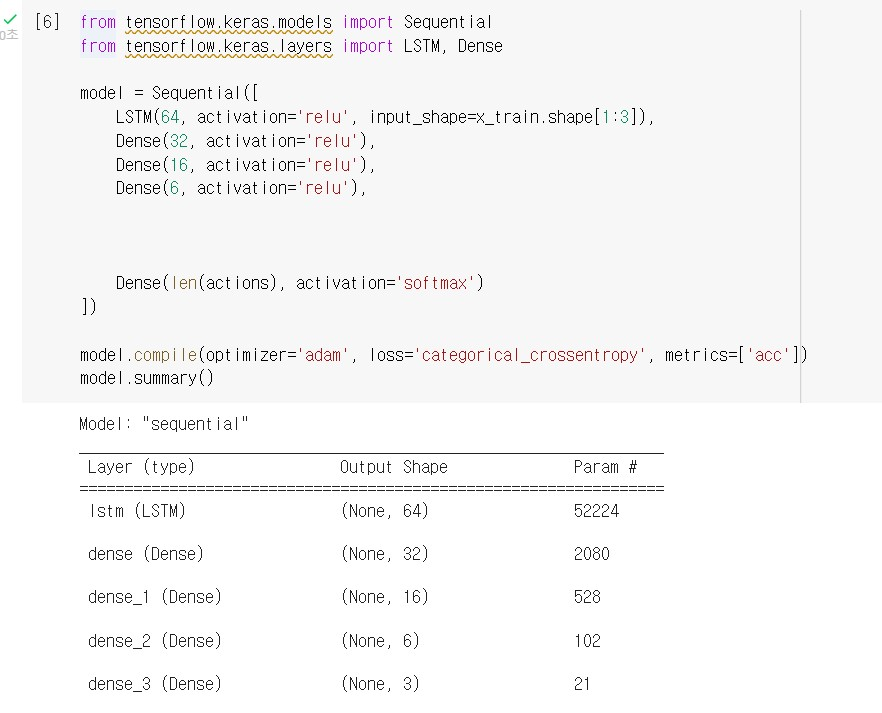 0초 [6] from tensorflow.keras.models import Sequential
from tensorflow.keras.layers import LSTM, Dense
model = Sequential([
LSTM(64, activation='relu', input_shape=x_train.shape[1:3]),
Dense(32, activation='relu'),
Dense(16, activation='relu'),
Dense(6, activation='relu'),
Dense(len(actions), activation='softmax')
])
model.compile(optimizer='adam', loss='categorical_crossentropy', metrics=['acc'])
model.summary()
Model: "sequential"
Layer (type) Output Shape Param #
lstm (LSTM) (None, 64) 52224
dense (Dense) (None, 32) 2080
dense_1 (Dense) (None, 16) 528
dense_2 (Dense) (None, 6) 102
dense_3 (Dense) (None, 3) 21